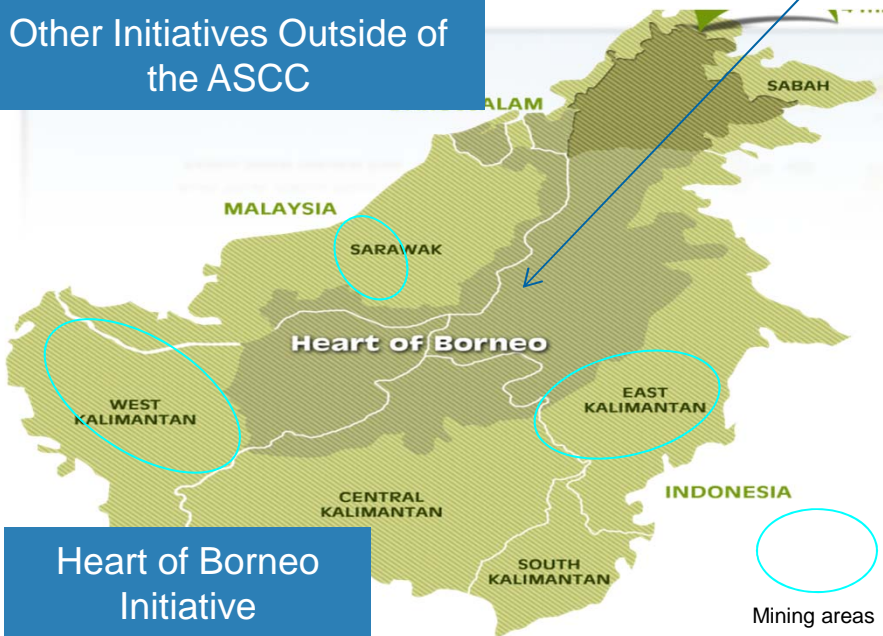 Other Initiatives Outside of
the ASCC
SABAH
MALAYSIA
SARAWAK
Heart of Borneo
WEST
KALIMANTAN
EAST
KALIMANTAN
CENTRAL
KALIMANTAN
INDONESIA
SOUTH
KALIMANTAN
Heart of Borneo
Initiative
Mining areas